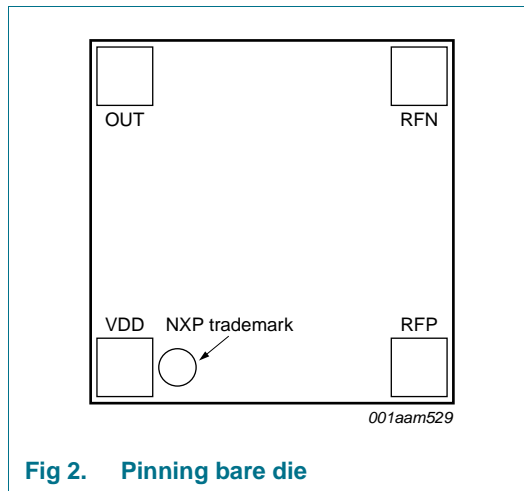 OUT RFN
VDD NXP trademark RFP
001aam529
Fig 2. Pinning bare die